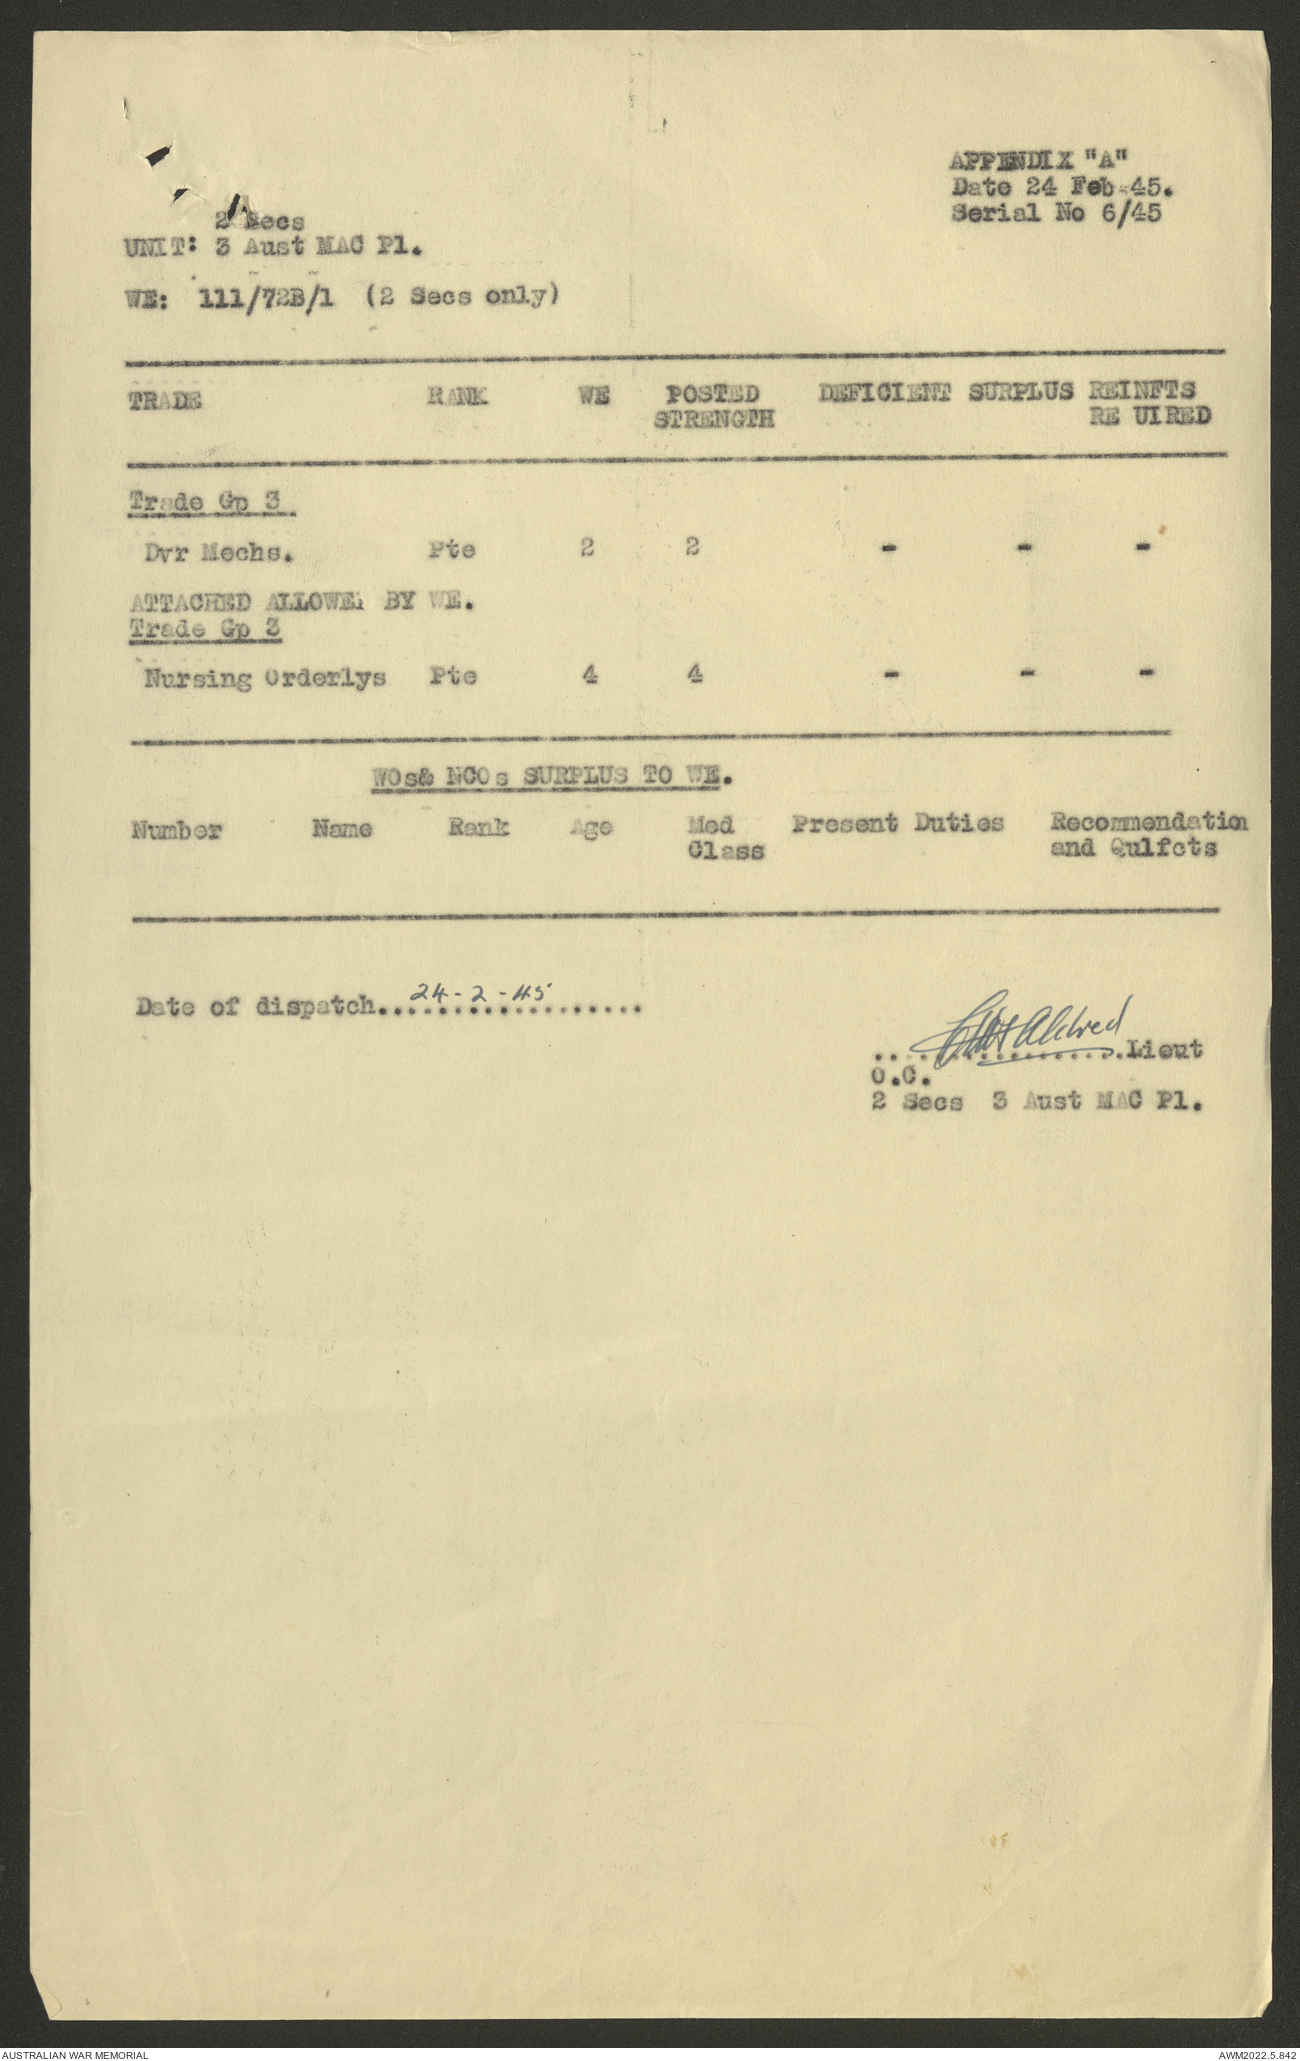 APPENDIX "A"
Date 24 Feb 45.
Serial No 6/45
2 Secs
UNIT: 3 Aust MAC Pl.
WE: 111/72B/1 (2 Secs only)
TRADE RANK WE POSTED STRENGTH DEFICIENT SURPLUS REINFTS RE UIRED
Trade Gp 3
Dvr Mechs. Pte 2 2 - - -
ATTACHED ALLOWED BY WE.
Trade Gp 3
Nursing Orderlys Pte 4 4 - - -
WOs& NCOs SURPLUS TO WE.
Number Name Rank Age Med Class Present Duties Recommendation and Qulfcts
Date of dispatch...24-2-45..................
.................Aldred Lieut
O.C.
2 Secs 3 Aust MAC Pl.
AUSTRALIAN WAR MEMORIAL AWM2022.5.842